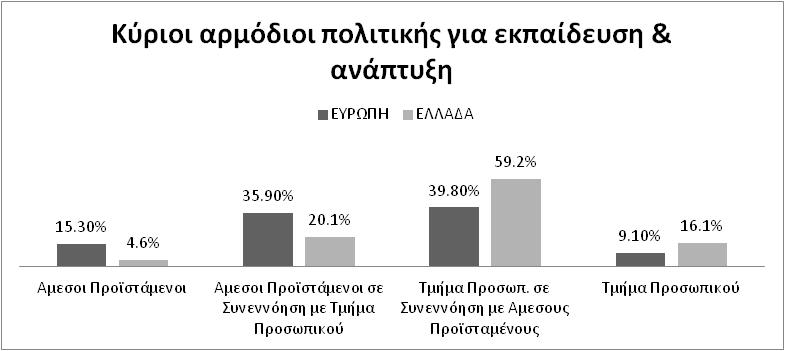 Κύριοι αρμόδιοι πολιτικής για εκπαίδευση &
ανάπτυξη
ΕΥΡΩΠΗ ΕΛΛΑΔΑ
15.30%
4.6%
35.90%
20.1%
39.80%
59.2%
9.10%
16.1%
Αμεσοι Προϊστάμενοι
Αμεσοι Προϊστάμενοι σε
Συνεννόηση με Τμήμα
Προσωπικού
Τμήμα Προσωπ. σε
Συνεννόηση με Αμεσους
Προϊσταμένους
Τμήμα Προσωπικού